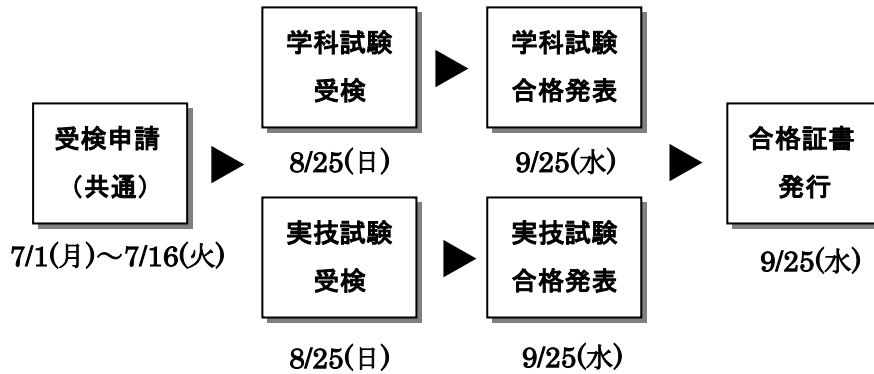 受検申請
（共通）
7/1(月)～7/16(火)
学科試験
受検
8/25(日)
学科試験
合格発表
9/25(水)
実技試験
受検
8/25(日)
実技試験
合格発表
9/25(水)
合格証書
発行
9/25(水)